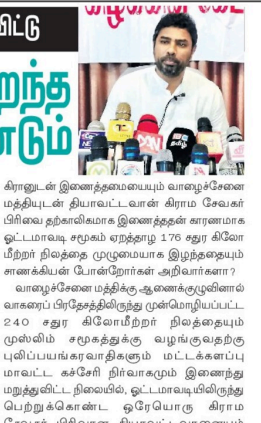 விட்டு
றந்த
ண்டும்
கிரானுடன் இணைத்தமையையும் வாழைச்சேனை
மத்தியுடன் தியாவட்டவான் கிராம சேவகர்
பிரிவை தற்காலிகமாக இணைத்ததன் காரணமாக
ஓட்டமாவடி சமூகம் ஏறத்தாழ 176 சதுர கிலோ
மீற்றர் நிலத்தை முழுமையாக இழந்ததையும்
சாணக்கியன் போன்றோர்கள் அறிவார்களா?
வாழைச்சேனை மத்திக்கு ஆணைக்குழுவினால்
வாகரைப் பிரதேசத்திலிருந்து முன்மொழியப்பட்ட
240 சதுர கிலோமீற்றர் நிலத்தையும்
முஸ்லிம் சமூகத்துக்கு வழங்குவதற்கு
புலிப்பயங்கரவாதிகளும் மட்டக்களப்பு
மாவட்ட கச்சேரி நிர்வாகமும் இணைந்து
மறுத்துவிட்ட நிலையில், ஓட்டமாவடியிலிருந்து
பெற்றுக்கொண்ட ஒரேயொரு கிராம